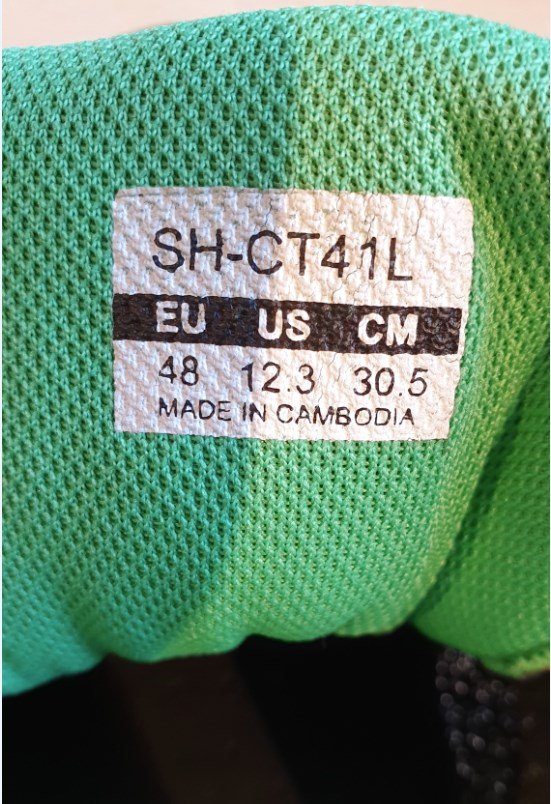 SH-CT41L
EU US CM
48 12.3 30.5
MADE IN CAMBODIA